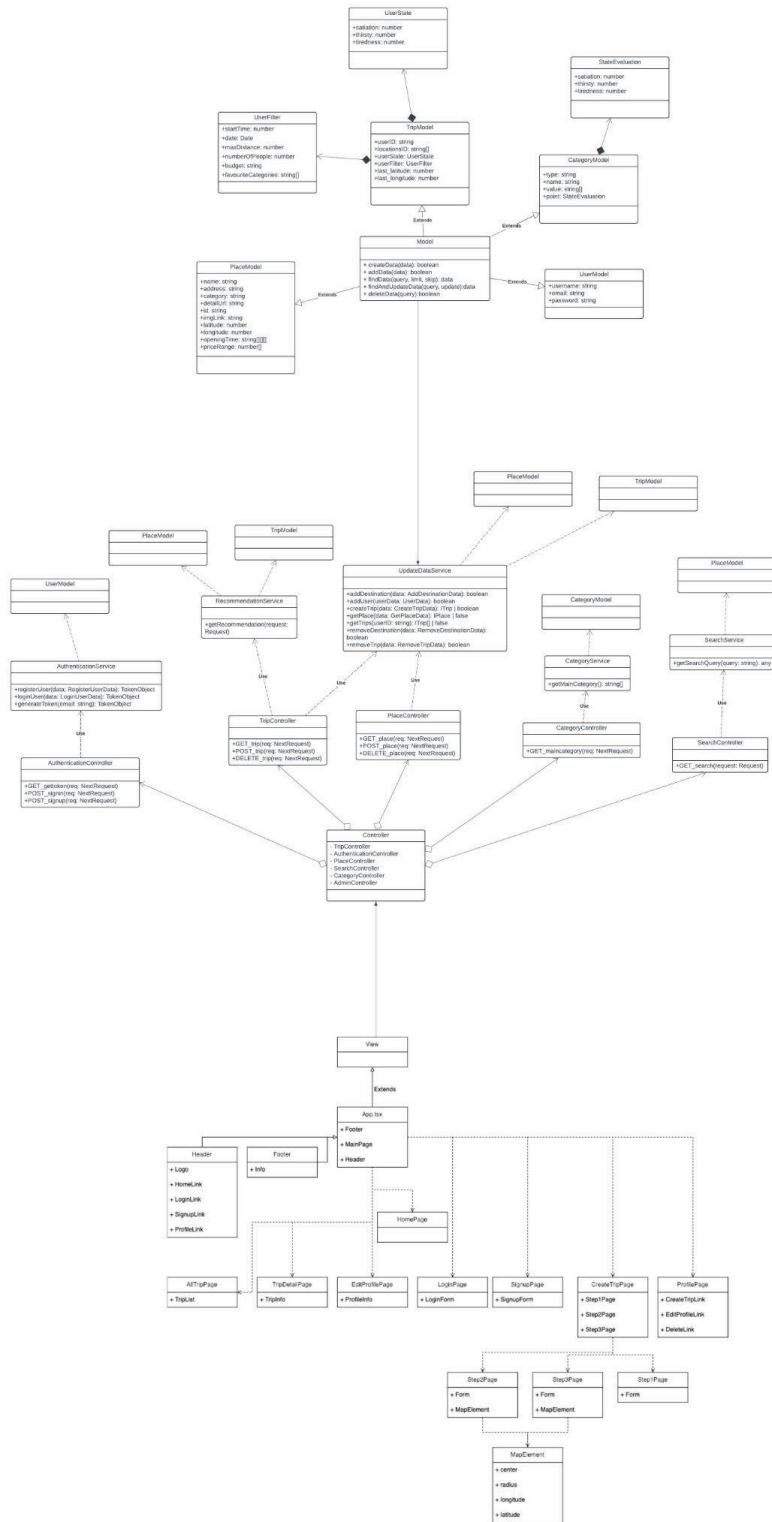 UserState
+satiation: number
+thirsty: number
+tiredness: number
StateEvaluation
+satiation: number
+thirsty: number
+tiredness: number
UserFilter
+startTime: number
+date: Date
+maxDistance: number
+numberOfPeople: number
+budget: string
+favouriteCategories: string[]
TripModel
+userID: string
+locationsID: string[]
+userState: UserState
+userFilter: UserFilter
+last_latitude: number
+last_longitude: number
CategoryModel
+type: string
+name: string
+value: string[]
+point: StateEvaluation
Extends
Extends
Model
+ createData(data): boolean
+ addData(data): boolean
+ findData(query, limit, skip): data
+ findAndUpdateData(query, update):data
+ deleteData(query):boolean
PlaceModel
+name: string
+address: string
+category: string
+detailUrl: string
+id: string
+imgLink: string
+latitude: number
+longitude: number
+openingTime: string[][][]
+priceRange: number[]
Extends
Extends
UserModel
+username: string
+email: string
+password: string
PlaceModel
TripModel
PlaceModel
TripModel
UserModel
RecommendationService
+getRecommendation(request:
Request)
UpdateDataService
+addDestination(data: AddDestinationData): boolean
+addUser(userData: UserData): boolean
+createTrip(data: CreateTripData): ITrip | boolean
+getPlace(data: GetPlaceData): IPlace | false
+getTrips(userID: string): ITrip[] | false
+removeDestination(data: RemoveDestinationData):
boolean
+removeTrip(data: RemoveTripData): boolean
PlaceModel
CategoryModel
SearchService
+getSearchQuery(query: string): any
AuthenticationService
+registerUser(data: RegisterUserData): TokenObject
+loginUser(data: LoginUserData): TokenObject
+generateToken(email: string): TokenObject
CategoryService
+getMainCategory(): string[]
Use
Use
Use
Use
Use
Use
TripController
+GET_trip(req: NextRequest)
+POST_trip(req: NextRequest)
+DELETE_trip(req: NextRequest)
PlaceController
+GET_place(req: NextRequest)
+POST_place(req: NextRequest)
+DELETE_place(req: NextRequest)
CategoryController
+GET_maincategory(req: NextRequest)
SearchController
+GET_search(request: Request)
AuthenticationController
+GET_gettoken(req: NextRequest)
+POST_signin(req: NextRequest)
+POST_signup(req: NextRequest)
Controller
- TripController
- AuthenticationController
- PlaceController
- SearchController
- CategoryController
- AdminController
View
Extends
App.tsx
+ Footer
+ MainPage
+ Header
Header
+ Logo
+ HomeLink
+ LoginLink
+ SignupLink
+ ProfileLink
Footer
+ Info
HomePage
AllTripPage
+ TripList
TripDetailPage
+ TripInfo
EditProfilePage
+ ProfileInfo
LogInPage
+ LoginForm
SignupPage
+ SignupForm
CreateTripPage
+ Step1Page
+ Step2Page
+ Step3Page
ProfilePage
+ CreateTripLink
+ EditProfileLink
+ DeleteLink
Step2Page
+ Form
+ MapElement
Step3Page
+ Form
+ MapElement
Step1Page
+ Form
MapElement
+ center
+ radius
+ longitude
+ latitude